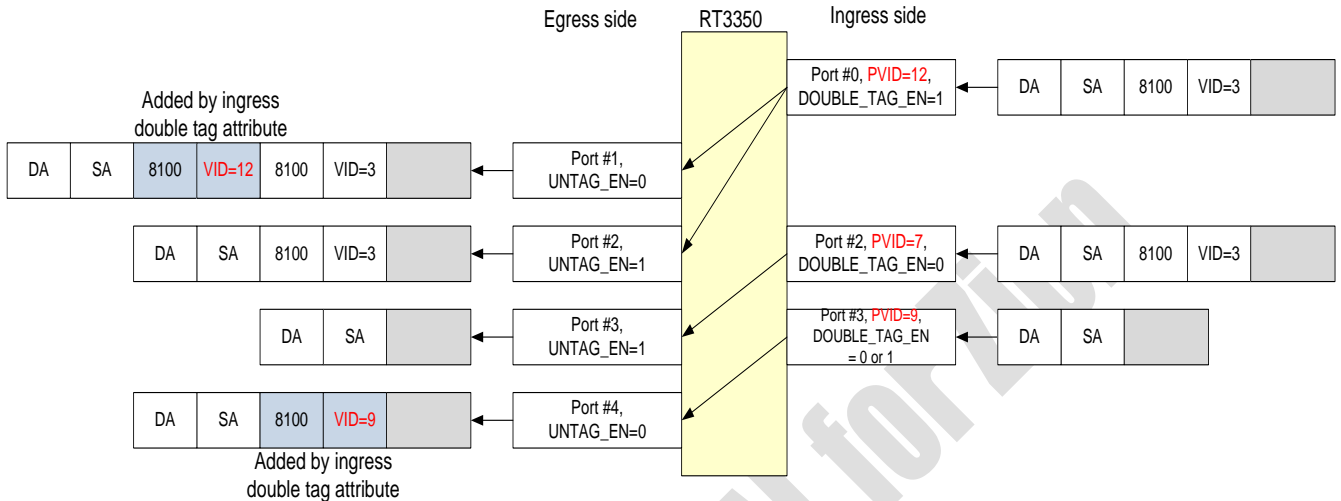 Egress side
RT3350
Ingress side
Added by ingress
double tag attribute
DA SA 8100 VID=12 8100 VID=3
Port #1,
UNTAG_EN=0
Port #0, PVID=12,
DOUBLE_TAG_EN=1
DA SA 8100 VID=3
DA SA 8100 VID=3
Port #2,
UNTAG_EN=1
Port #2, PVID=7,
DOUBLE_TAG_EN=0
DA SA 8100 VID=3
DA SA
Port #3,
UNTAG_EN=1
Port #3, PVID=9,
DOUBLE_TAG_EN
= 0 or 1
DA SA
DA SA 8100 VID=9
Port #4,
UNTAG_EN=0
Added by ingress
double tag attribute
for Zion